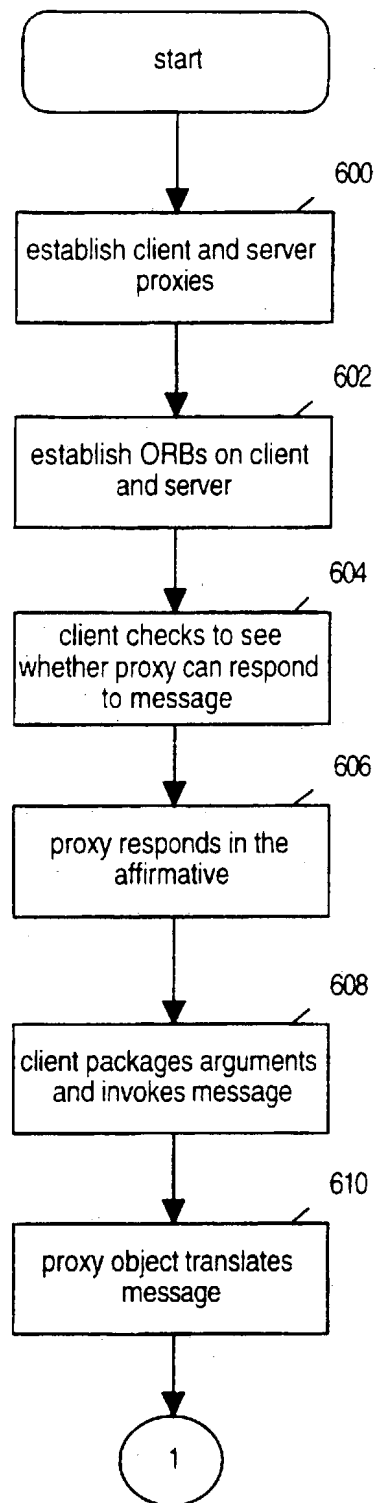 start
600
establish client and server
proxies
602
establish ORBs on client
and server
604
client checks to see
whether proxy can respond
to message
606
proxy responds in the
affirmative
608
client packages arguments
and invokes message
610
proxy object translates
message
1